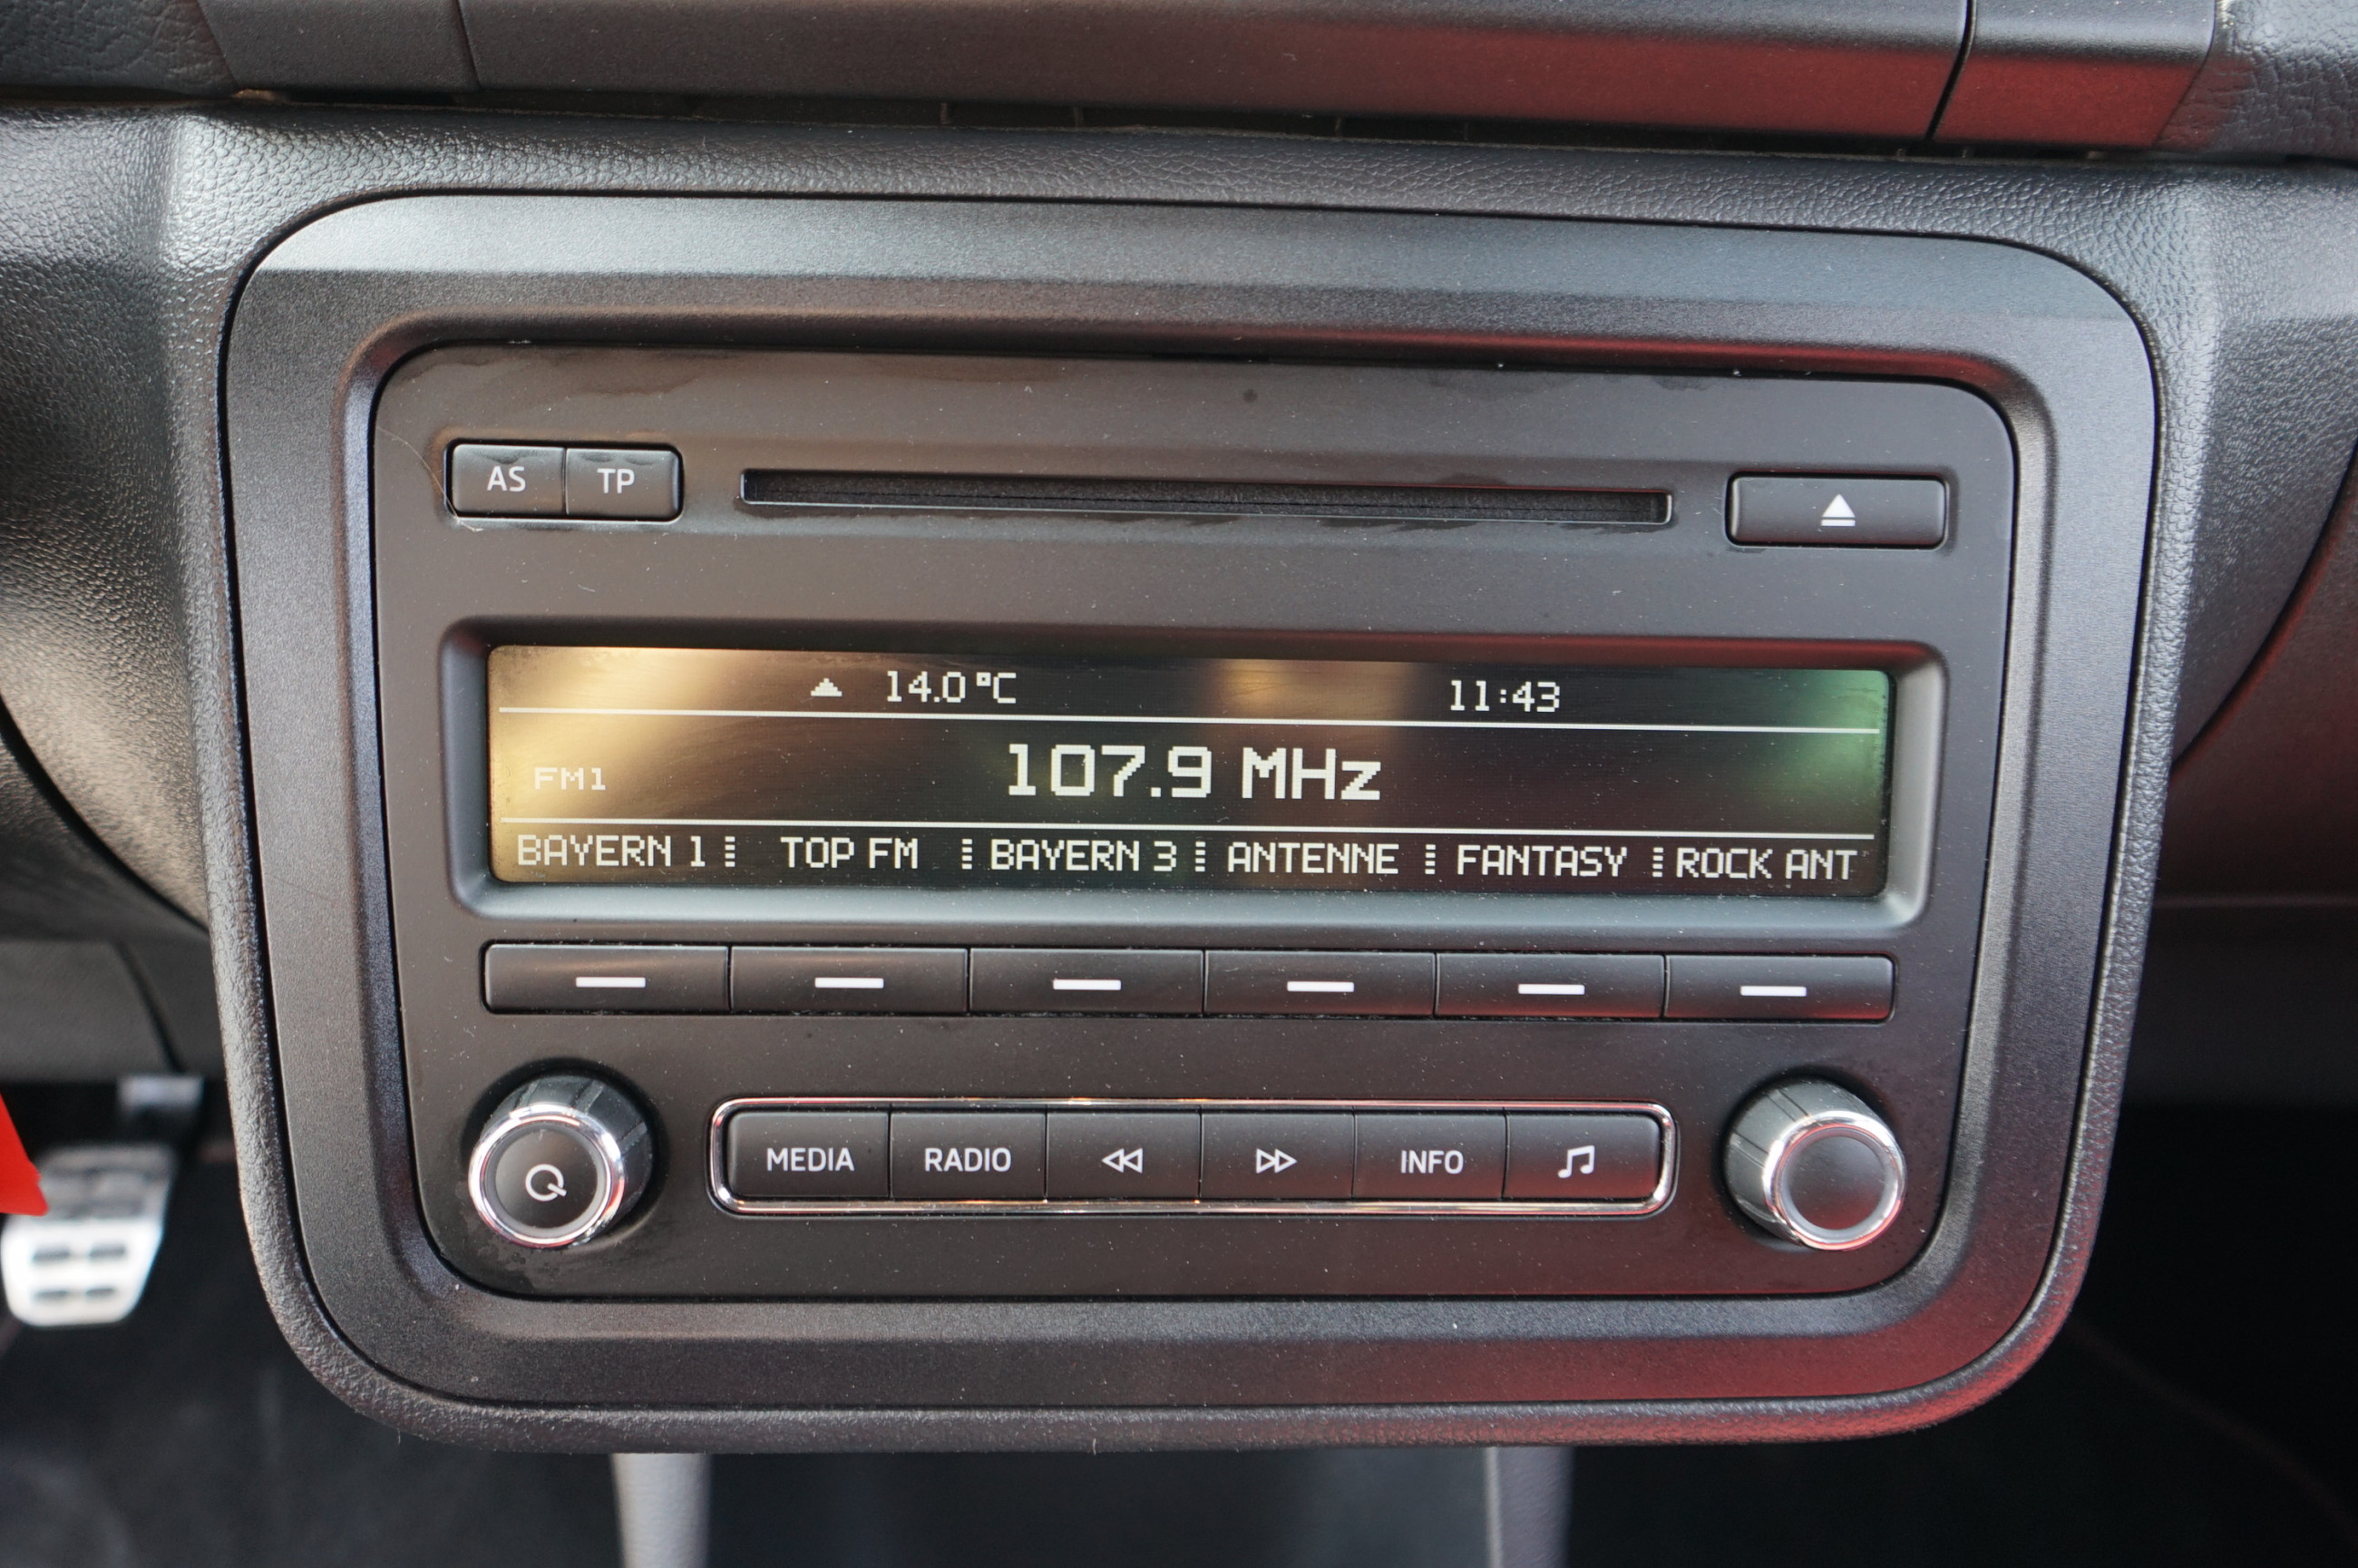 AS TP
14.0 °C 11:43
FM1 107.9 MHz
BAYERN 1 TOP FM BAYERN 3 ANTENNE FANTASY ROCK ANT
MEDIA RADIO INFO